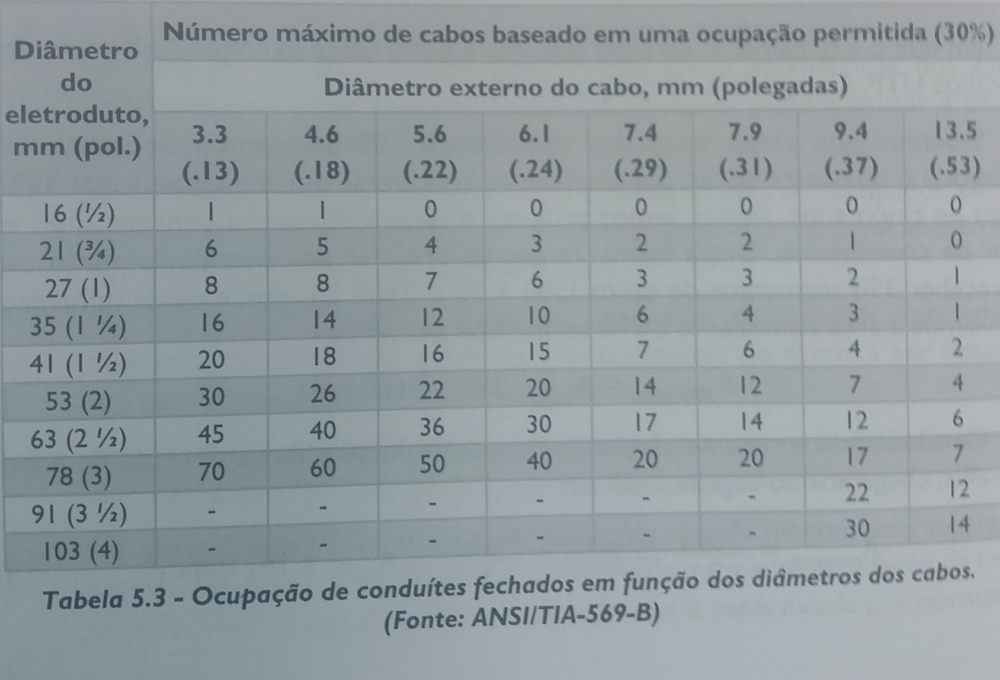 Diâmetro do eletroduto, mm (pol.)
Número máximo de cabos baseado em uma ocupação permitida (30%)
Diâmetro externo do cabo, mm (polegadas)
3.3 4.6 5.6 6.1 7.4 7.9 9.4 13.5
(.13) (.18) (.22) (.24) (.29) (.31) (.37) (.53)
16 (½) 1 1 0 0 0 0 0 0
21 (¾) 6 5 4 3 2 2 1 0
27 (1) 8 8 7 6 3 3 2 1
35 (1 ¼) 16 14 12 10 6 4 3 1
41 (1 ½) 20 18 16 15 7 6 4 2
53 (2) 30 26 22 20 14 12 7 4
63 (2 ½) 45 40 36 30 17 14 12 6
78 (3) 70 60 50 40 20 20 17 7
91 (3 ½) - - - - - - 22 12
103 (4) - - - - - - 30 14
Tabela 5.3 - Ocupação de conduítes fechados em função dos diâmetros dos cabos.
(Fonte: ANSI/TIA-569-B)